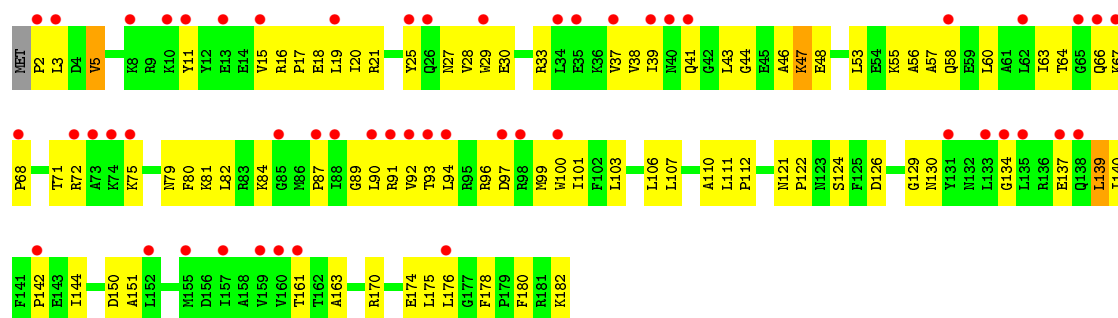 MET P2 L3 D4 V5 K8 R9 K10 Y11 Y12 E13 E14 V15 R16 P17 E18 L19 I20 R21 Y25 Q26 N27 V28 W29 E30 R33 L34 E35 K36 V37 V38 I39 N40 Q41 G42 L43 G44 E45 A46 K47 E48 L53 E54 K55 A56 A57 Q58 E59 L60 A61 L62 I63 T64 G65 Q66 K67
P68 T71 R72 A73 K74 K75 N79 F80 K81 L82 R83 K84 G85 M86 P87 I88 G89 L90 R91 V92 T93 L94 R95 R96 D97 R98 M99 W100 I101 F102 L103 L106 L107 A110 L111 P112 N121 P122 N123 S124 F125 D126 G129 N130 Y131 N132 L133 G134 L135 R136 E137 Q138 L139 I140
F141 P142 E143 I144 D150 A151 L152 M155 D156 I157 A158 V159 V160 T161 T162 A163 R170 E174 L175 L176 G177 F178 P179 F180 R181 K182